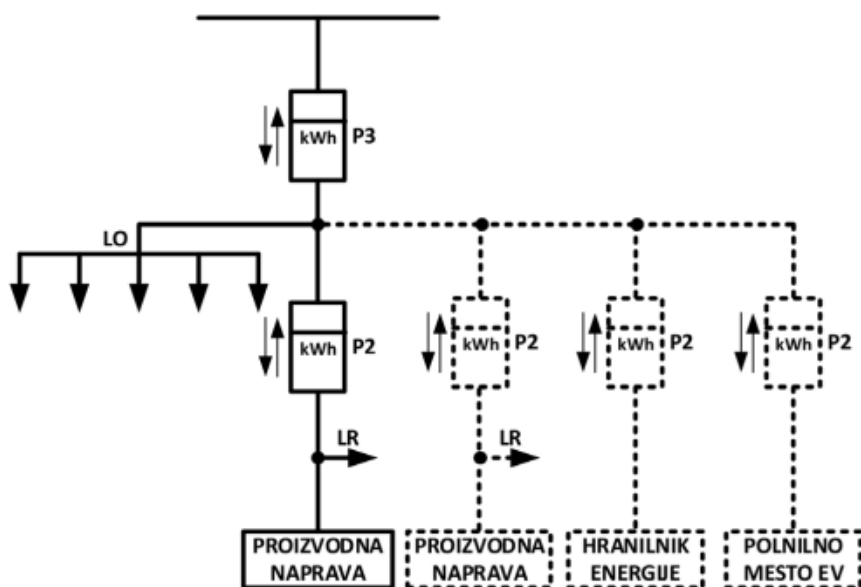 kWh P3
LO
kWh P2
kWh P2
kWh P2
kWh P2
LR
LR
PROIZVODNA
NAPRAVA
PROIZVODNA
NAPRAVA
HRANILNIK
ENERGIJE
POLNILNO
MESTO EV